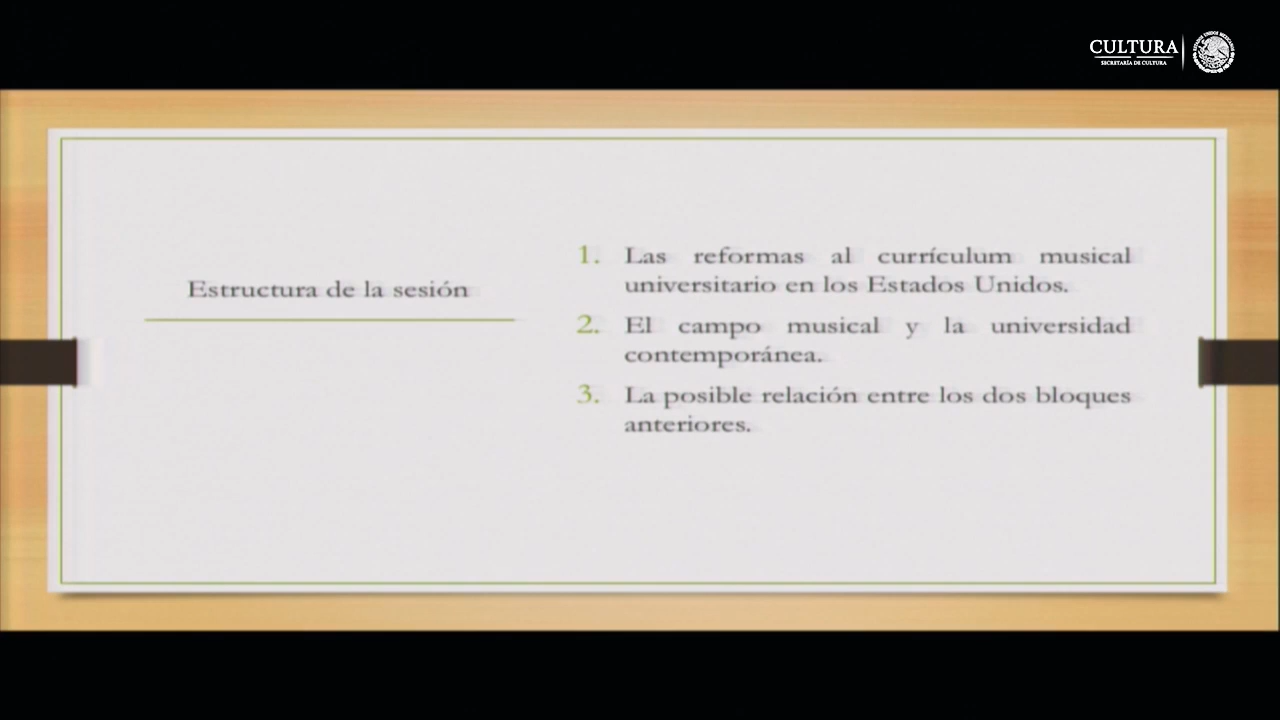 CULTURA
SECRETARÍA DE CULTURA
Estructura de la sesión
1. Las reformas al currículum musical
universitario en los Estados Unidos.
2. El campo musical y la universidad
contemporánea.
3. La posible relación entre los dos bloques
anteriores.